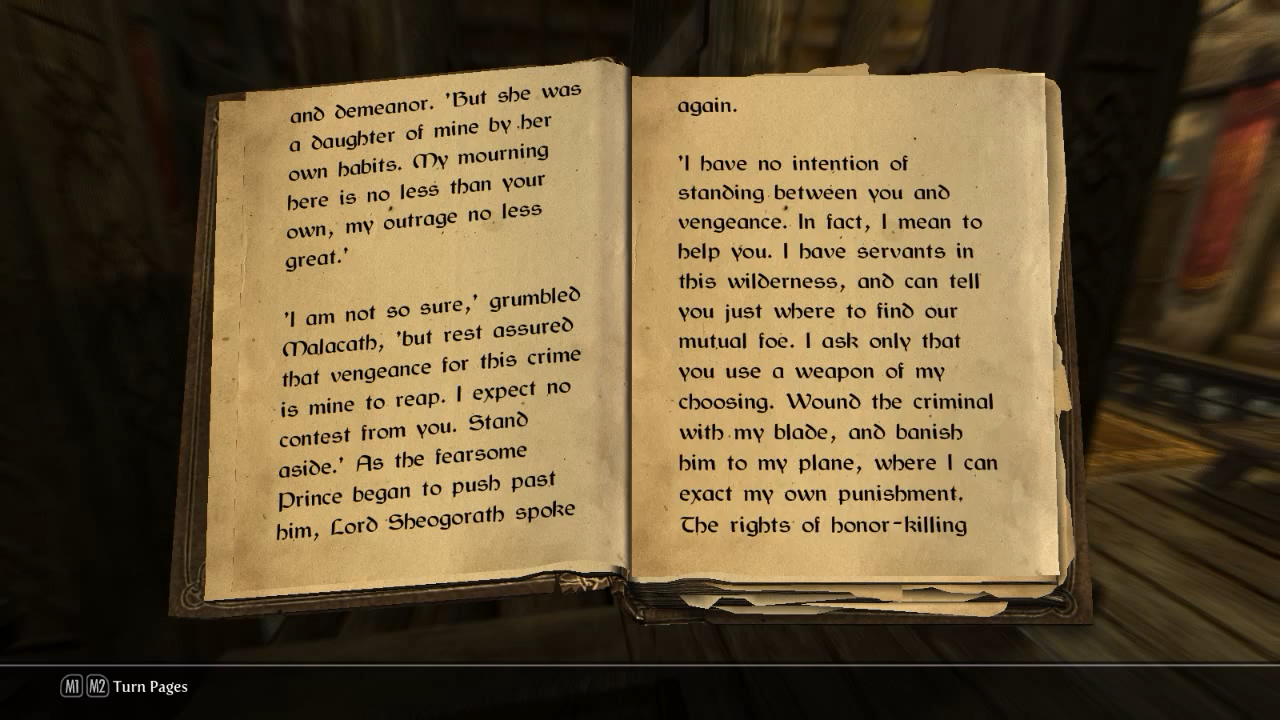 and demeanor. 'But she was
a daughter of mine by her
own habits. My mourning
here is no less than your
own, my outrage no less
great.'
'I am not so sure,' grumbled
Malacath, 'but rest assured
that vengeance for this crime
is mine to reap. I expect no
contest from you. Stand
aside.' As the fearsome
Prince began to push past
him, Lord Sheogorath spoke
again.
'I have no intention of
standing between you and
vengeance. In fact, I mean to
help you. I have servants in
this wilderness, and can tell
you just where to find our
mutual foe. I ask only that
you use a weapon of my
choosing. Wound the criminal
with my blade, and banish
him to my plane, where I can
exact my own punishment.
The rights of honor-killing
M1 M2 Turn Pages